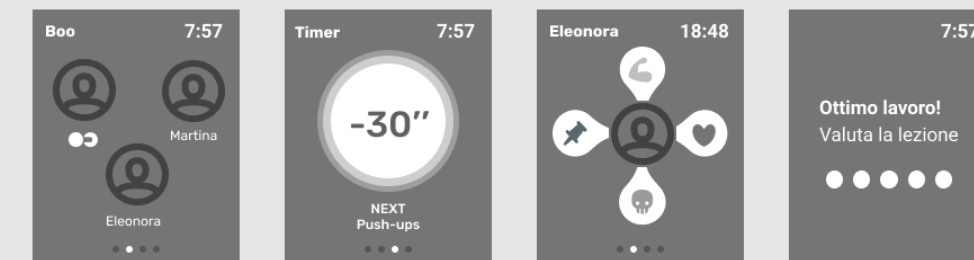 Boo 7:57
Martina
Eleonora
Timer 7:57
-30”
NEXT
Push-ups
Eleonora 18:48
7:57
Ottimo lavoro!
Valuta la lezione